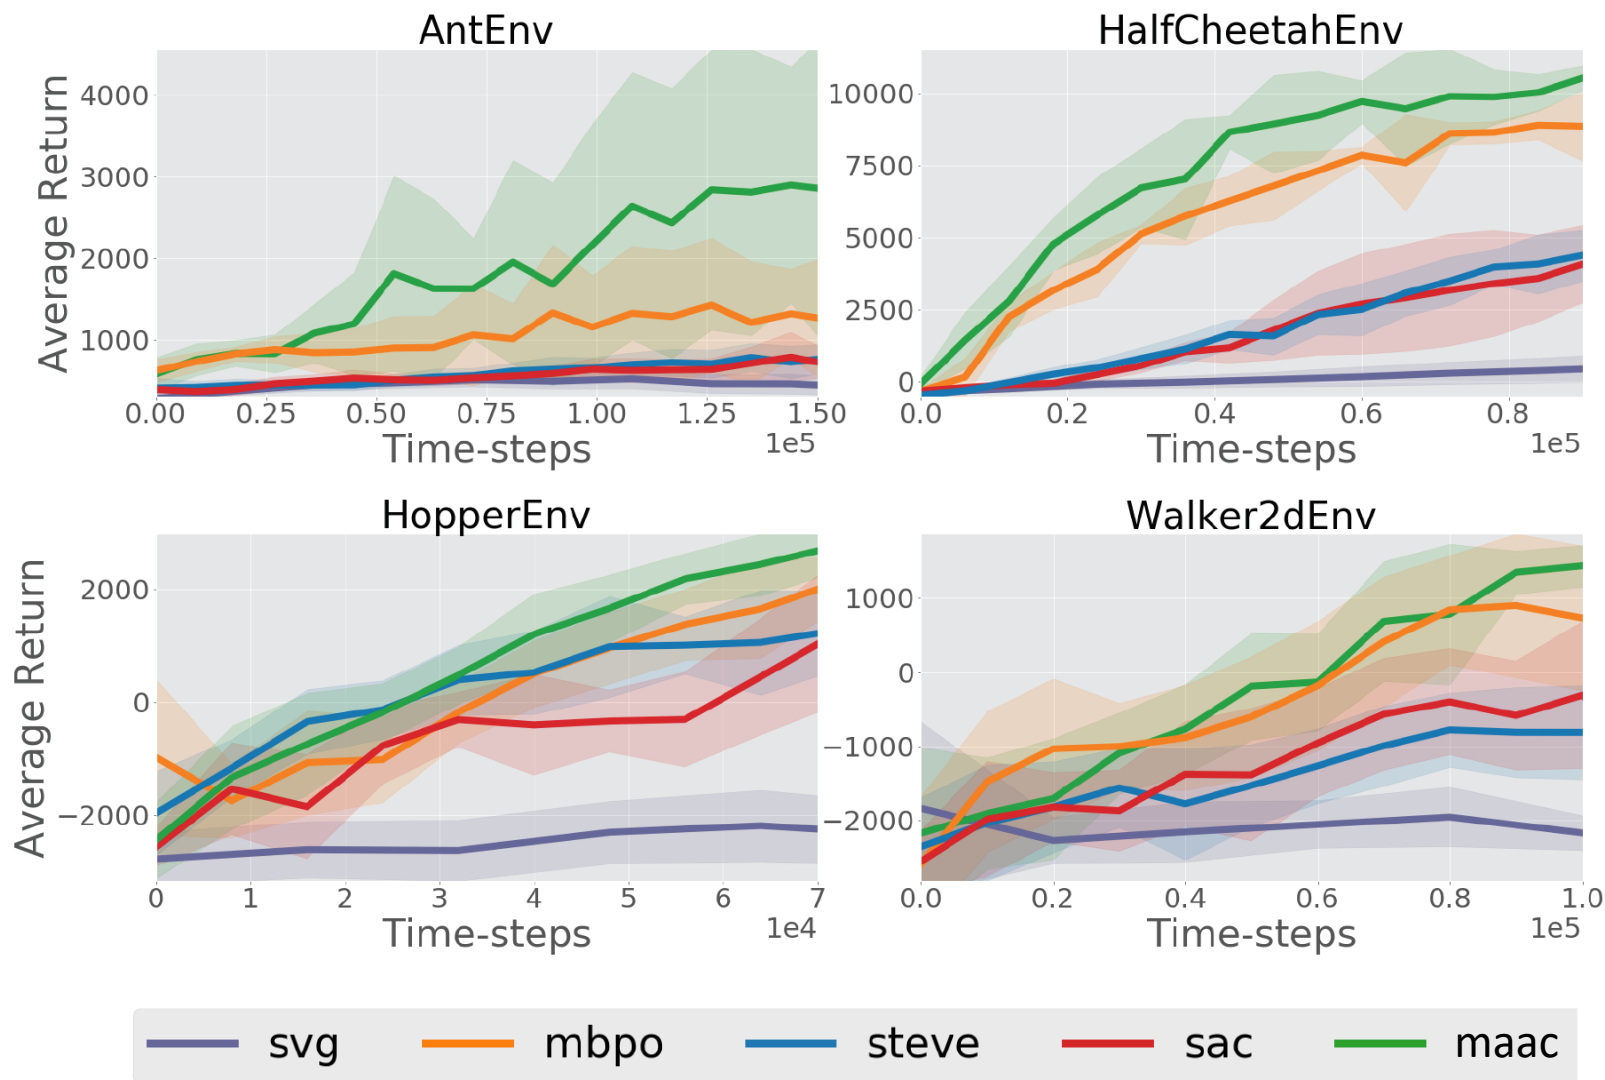 AntEnv
Average Return
4000
3000
2000
1000
0.00 0.25 0.50 0.75 1.00 1.25 1.50
1e5
Time-steps
HalfCheetahEnv
10000
7500
5000
2500
0
0.0 0.2 0.4 0.6 0.8
1e5
Time-steps
HopperEnv
Average Return
2000
0
−2000
0 1 2 3 4 5 6 7
1e4
Time-steps
Walker2dEnv
1000
0
−1000
−2000
0.0 0.2 0.4 0.6 0.8 1.0
1e5
Time-steps
svg mbpo steve sac maac